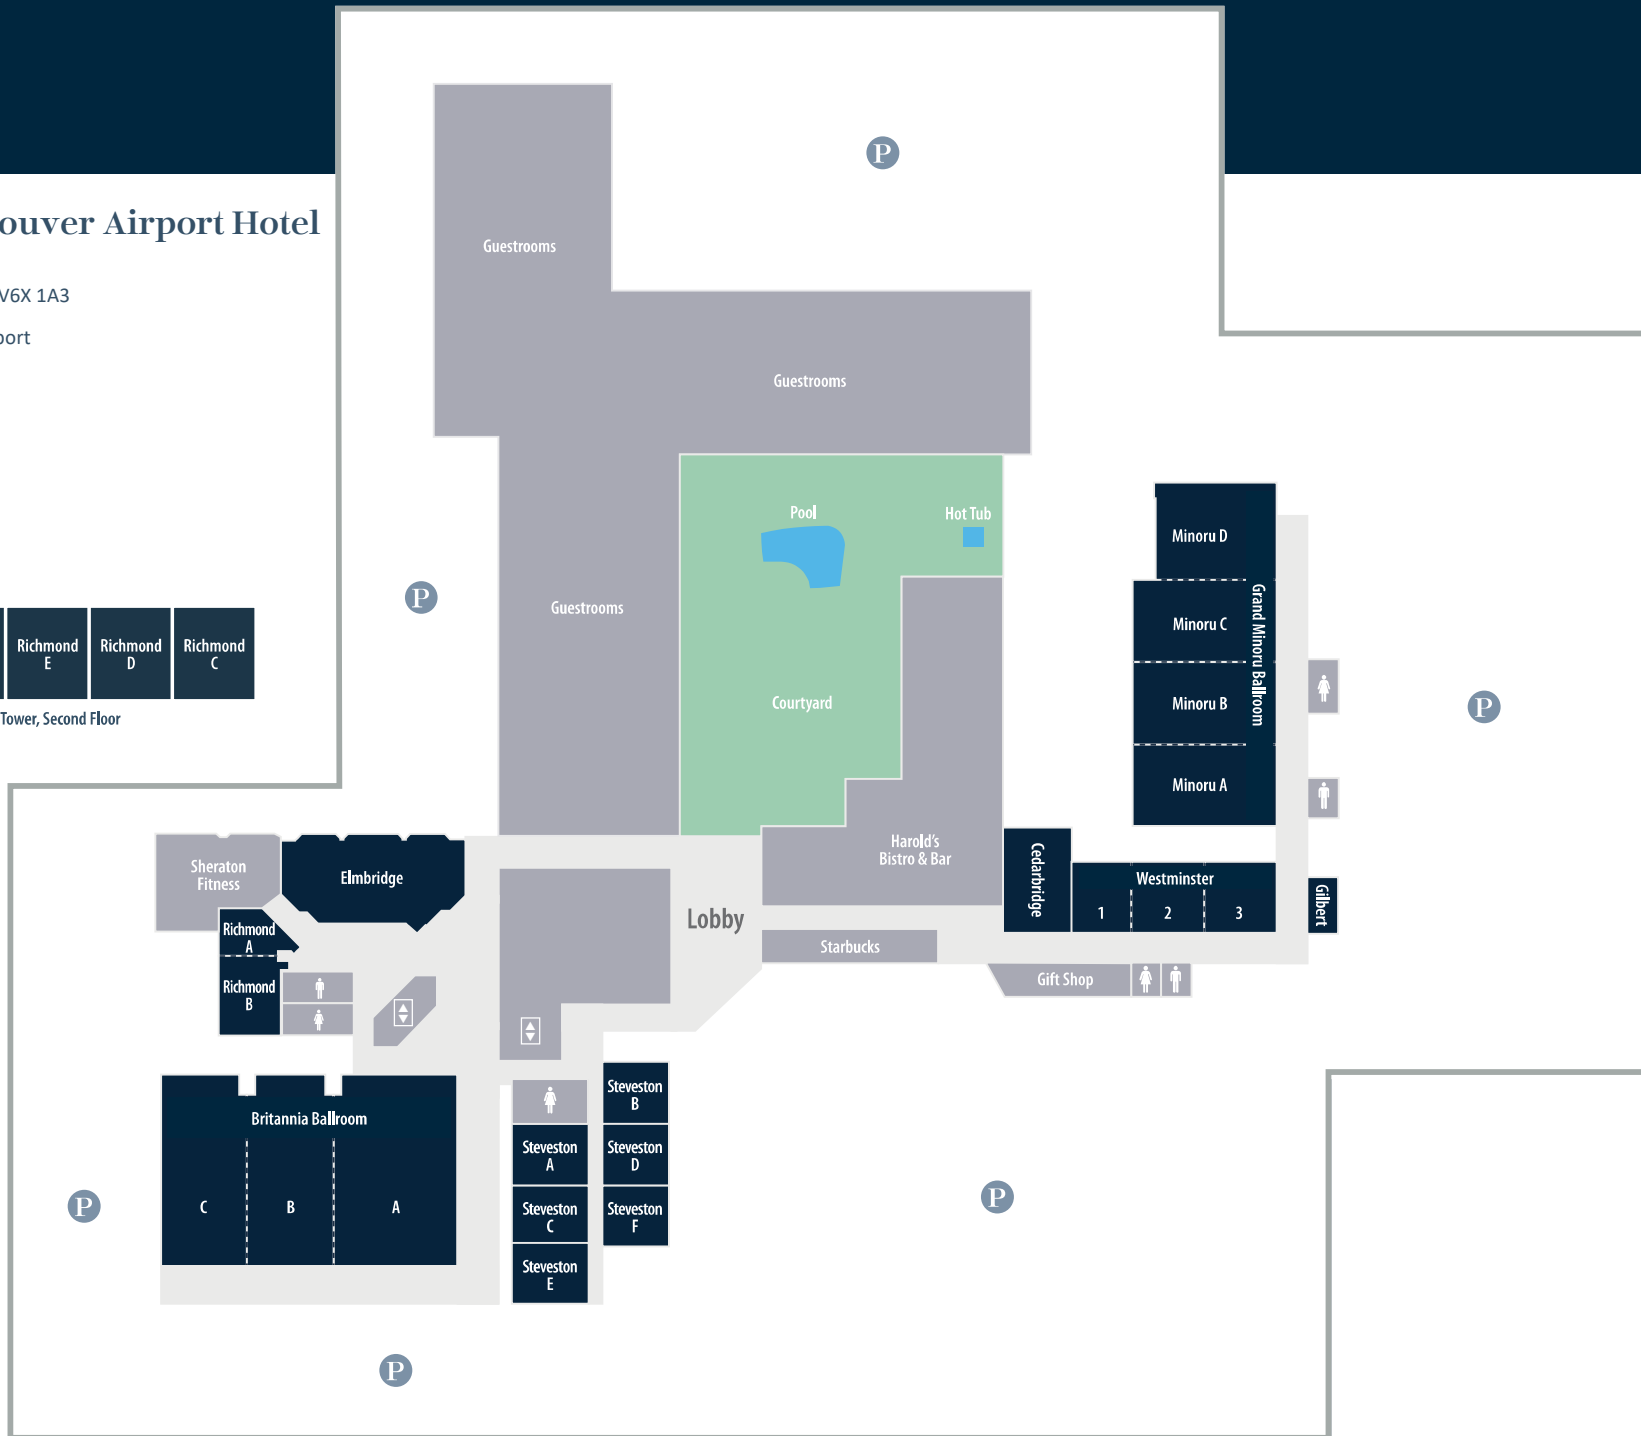 ouver Airport Hotel
V6X 1A3
port
Richmond
E
Richmond
D
Richmond
C
Tower, Second Floor
P
Guestrooms
Guestrooms
P
Guestrooms
Pool
Hot Tub
Courtyard
Harold's
Bistro & Bar
Minoru D
Minoru C
Minoru B
Minoru A
Grand Minoru Ballroom
P
Sheraton
Fitness
Elmbridge
Richmond
A
Richmond
B
Lobby
Starbucks
Cedarbridge
Westminster
1
2
3
Gilbert
Gift Shop
Britannia Ballroom
C
B
A
Steveston
B
Steveston
A
Steveston
D
Steveston
C
Steveston
F
Steveston
E
P
P
P